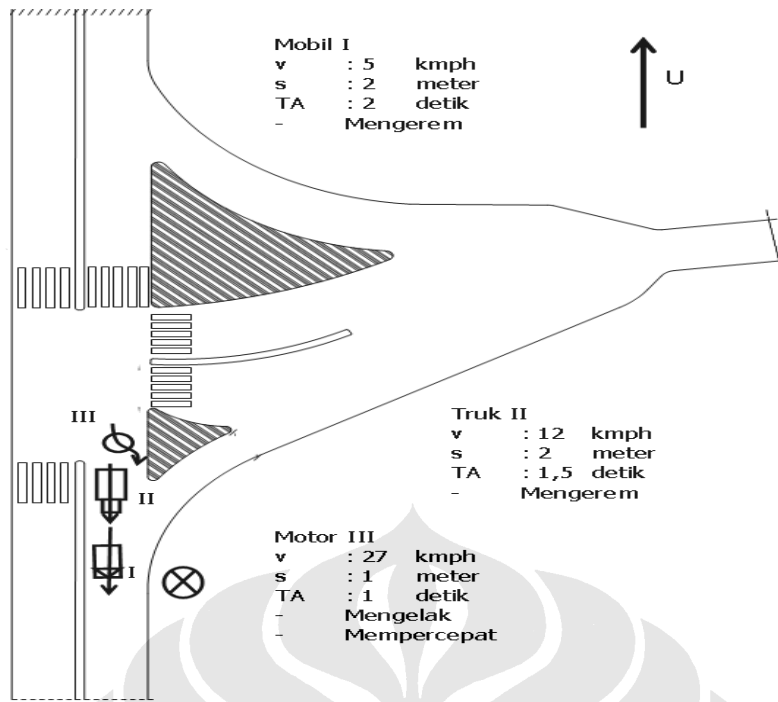 Mobil I
v : 5 kmph
s : 2 meter
TA : 2 detik
- Mengerem
U
III
II
I
Truk II
v : 12 kmph
s : 2 meter
TA : 1,5 detik
- Mengerem
Motor III
v : 27 kmph
s : 1 meter
TA : 1 detik
- Mengelak
- Mempercepat